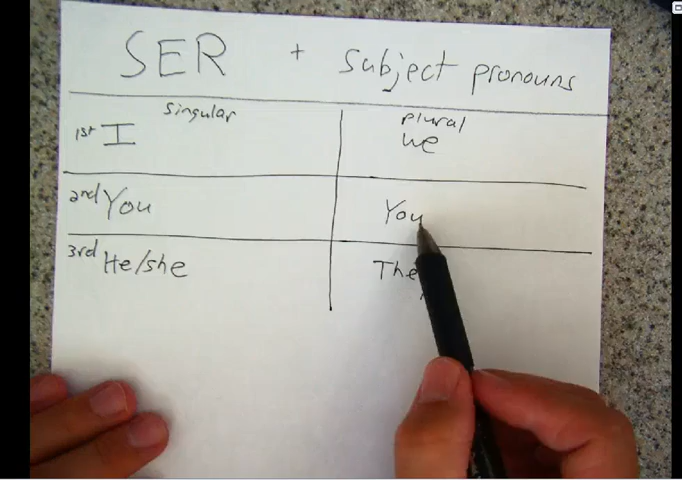 SER + Subject pronouns
singular plural
1st I we
2nd You You
3rd He/she